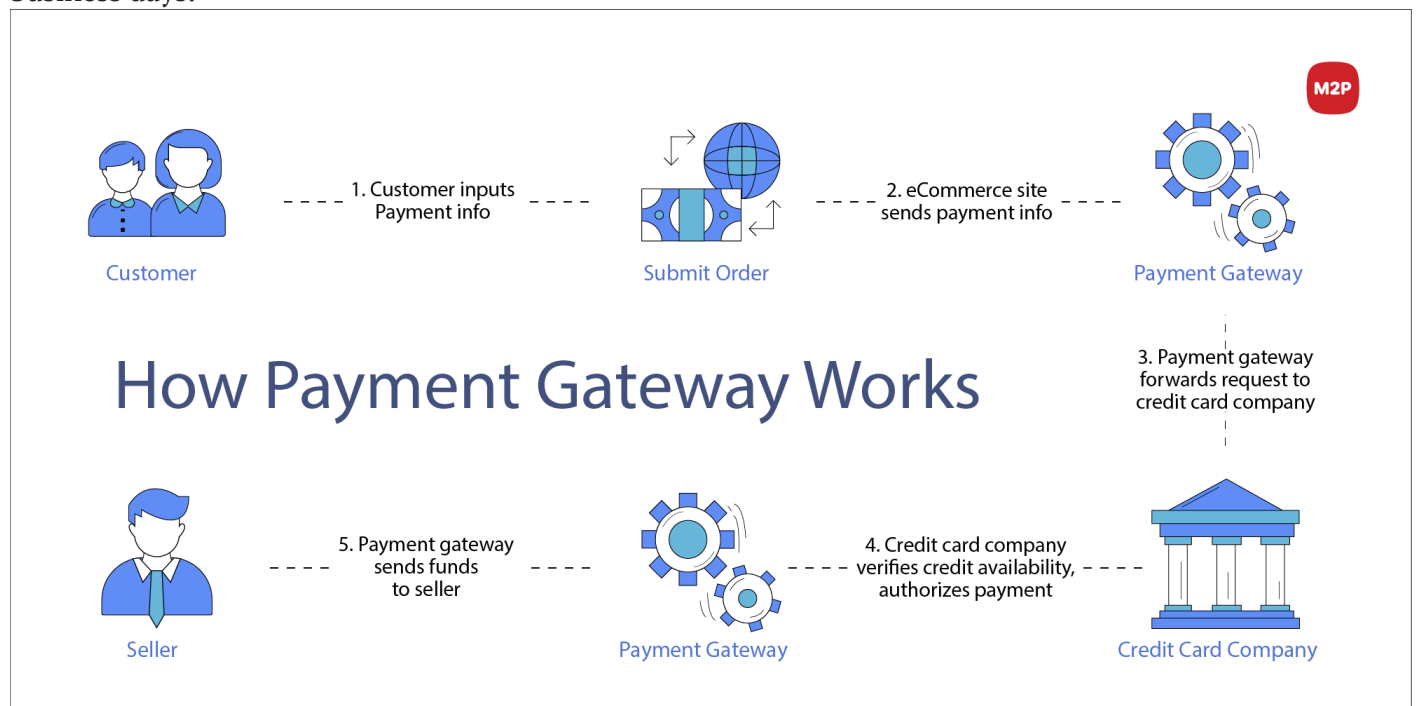 business days.
M2P
1. Customer inputs
Payment info
2. eCommerce site
sends payment info
Customer
Submit Order
Payment Gateway
3. Payment gateway
forwards request to
credit card company
How Payment Gateway Works
5. Payment gateway
sends funds
to seller
4. Credit card company
verifies credit availability,
authorizes payment
Seller
Payment Gateway
Credit Card Company